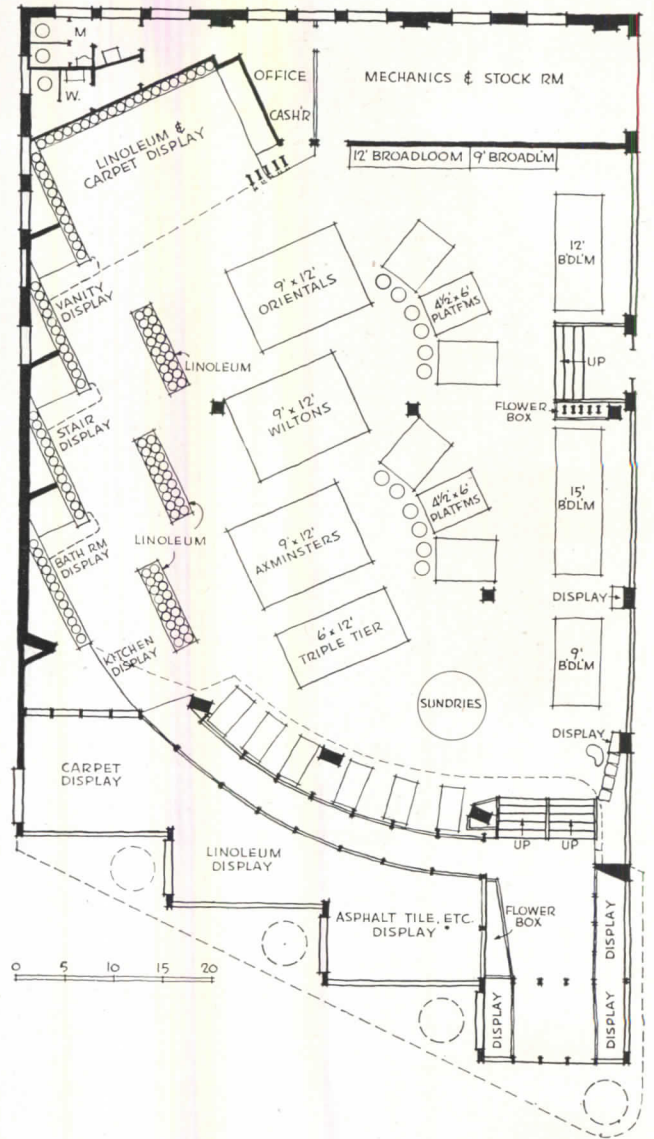 M
W.
OFFICE
CASH'R
MECHANICS & STOCK RM
LINOLEUM &
CARPET DISPLAY
12' BROADLOOM
9' BROADL'M
12'
B'DL'M
9' x 12'
ORIENTALS
4½' x 6'
PLATFMS
VANITY
DISPLAY
LINOLEUM
UP
FLOWER
BOX
9' x 12'
WILTONS
STAIR
DISPLAY
15'
B'DL'M
4½' x 6'
PLATFMS
LINOLEUM
9' x 12'
AXMINSTERS
BATH RM
DISPLAY
DISPLAY
6' x 12'
TRIPLE TIER
KITCHEN
DISPLAY
9'
B'DL'M
SUNDRIES
DISPLAY
CARPET
DISPLAY
UP
UP
LINOLEUM
DISPLAY
ASPHALT TILE, ETC.
DISPLAY
FLOWER
BOX
DISPLAY
DISPLAY
DISPLAY
0 5 10 15 20